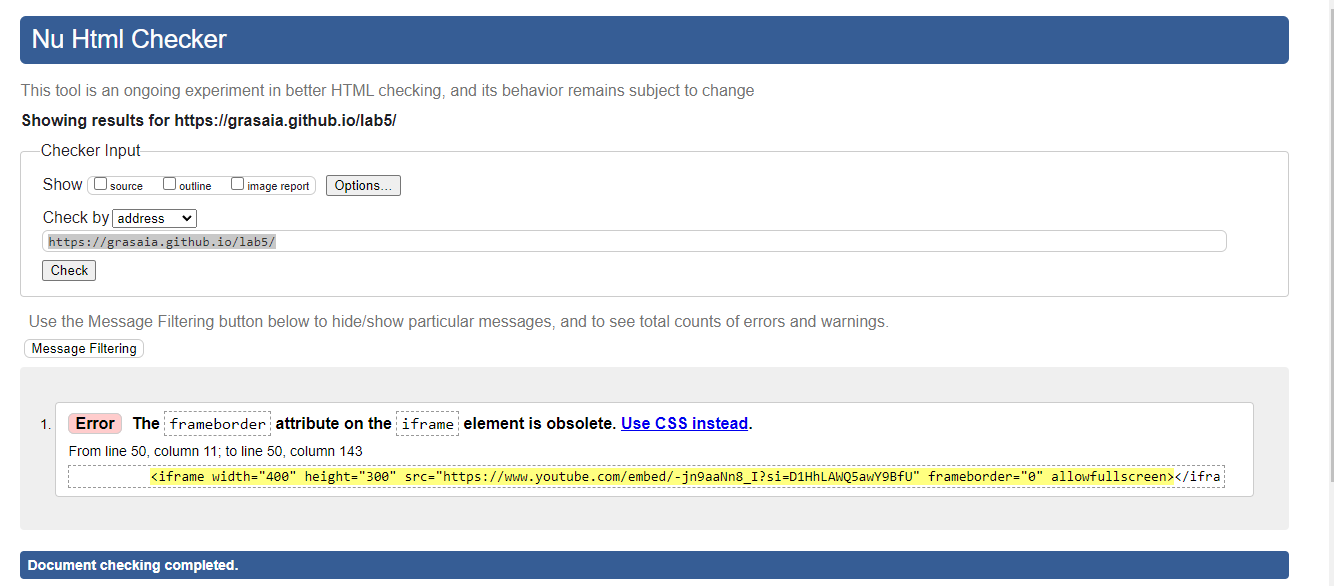 Nu Html Checker
This tool is an ongoing experiment in better HTML checking, and its behavior remains subject to change
Showing results for https://grasaia.github.io/lab5/
Checker Input
Show source outline image report Options...
Check by address
https://grasaia.github.io/lab5/
Check
Use the Message Filtering button below to hide/show particular messages, and to see total counts of errors and warnings.
Message Filtering
1. Error The frameborder attribute on the iframe element is obsolete. Use CSS instead.
From line 50, column 11; to line 50, column 143
<iframe width="400" height="300" src="https://www.youtube.com/embed/-jn9aaNn8_I?si=D1HhLAWQ5awY9BfU" frameborder="0" allowfullscreen></ifra
Document checking completed.